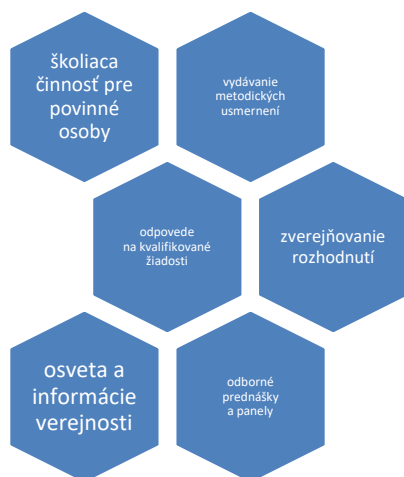 školiaca
činnosť pre
povinné
osoby
vydávanie
metodických
usmernení
odpovede
na kvalifikované
žiadosti
zverejňovanie
rozhodnutí
osveta a
informácie
verejnosti
odborné
prednášky
a panely